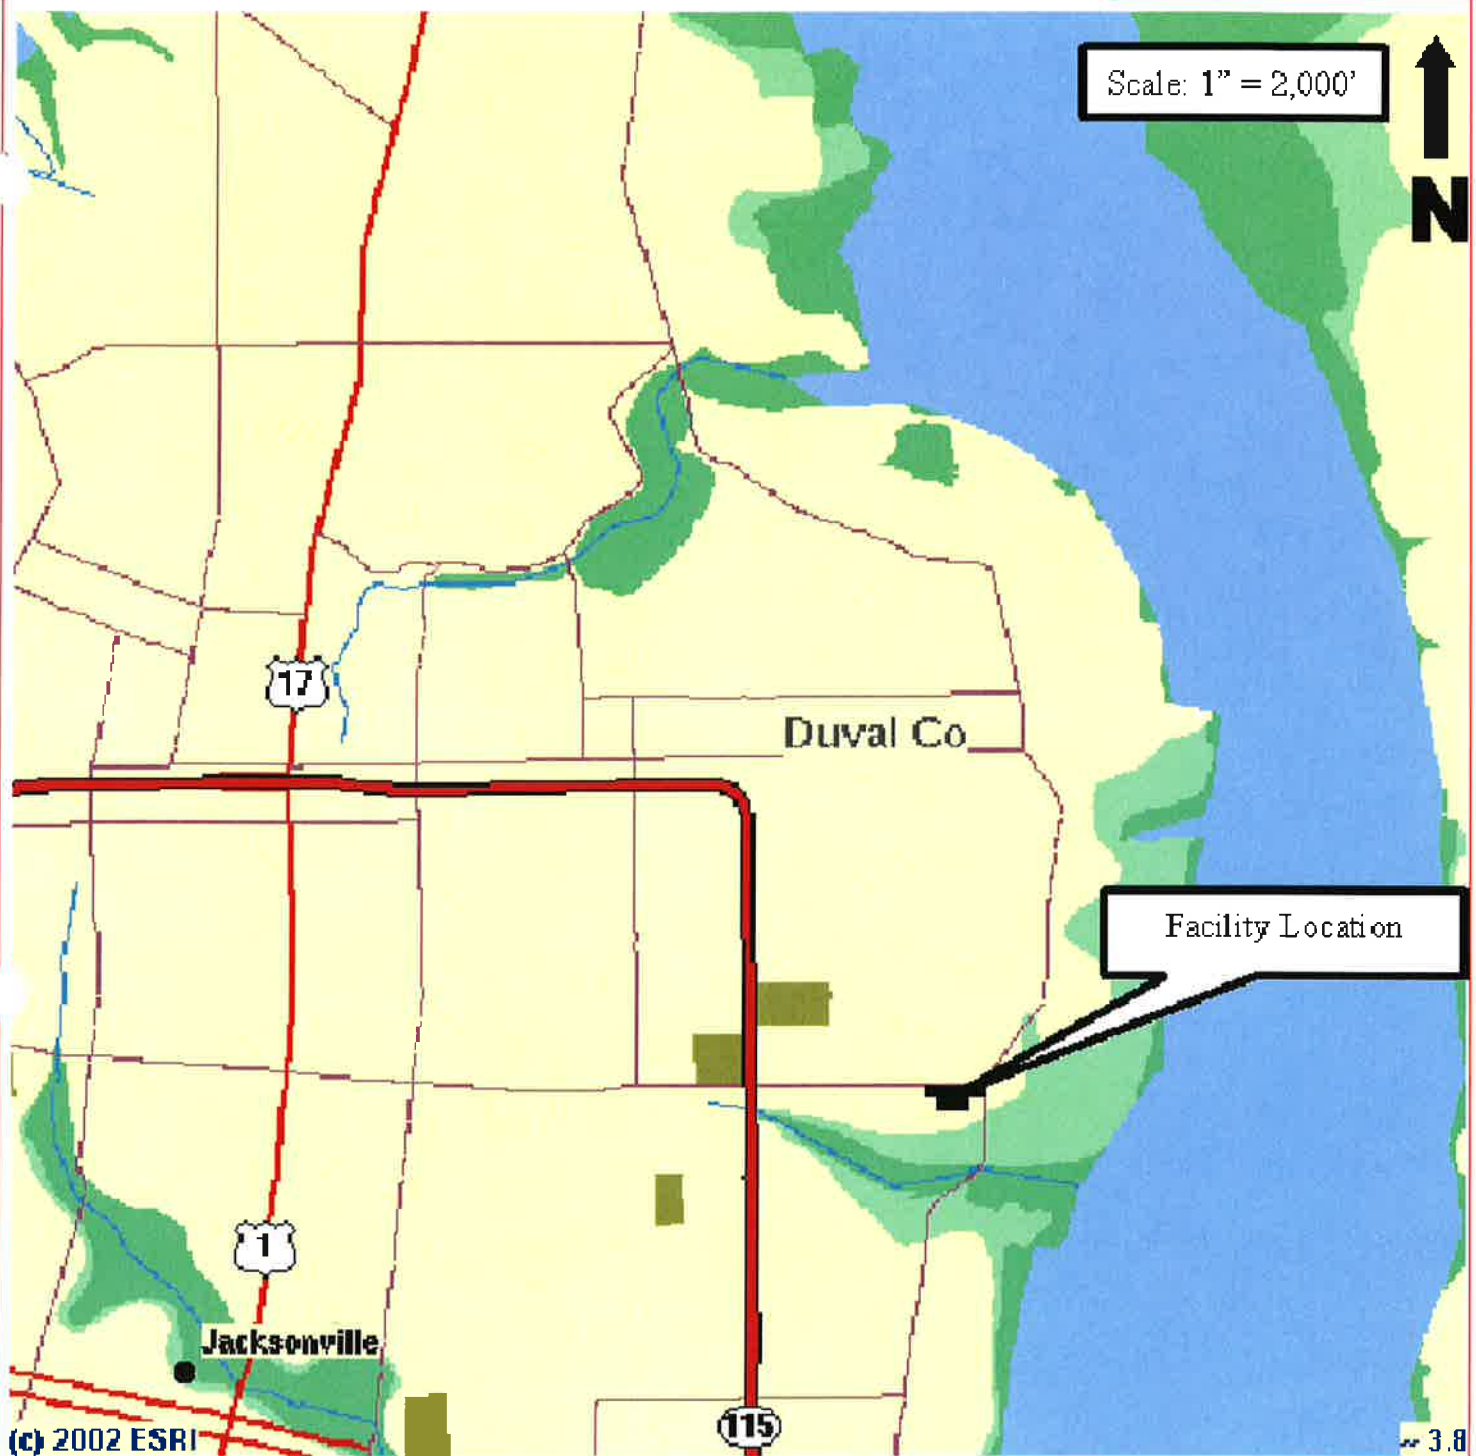 Scale: 1” = 2,000’
N
17
Duval Co
Facility Location
1
Jacksonville
115
(c) 2002 ESRI
~ 3.8